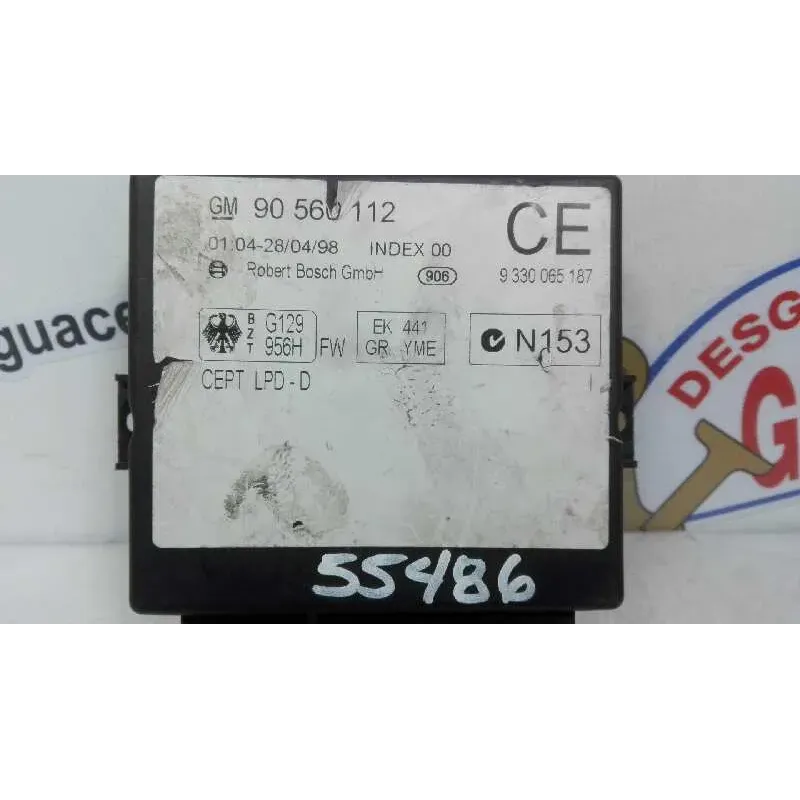 GM 90 560 112
CE
01:04-28/04/98 INDEX 00
Robert Bosch GmbH 906 9 330 065 187
BZT G129 956H FW
EK 441
GR YME
N153
CEPT LPD-D
55486
guace
DESG
G